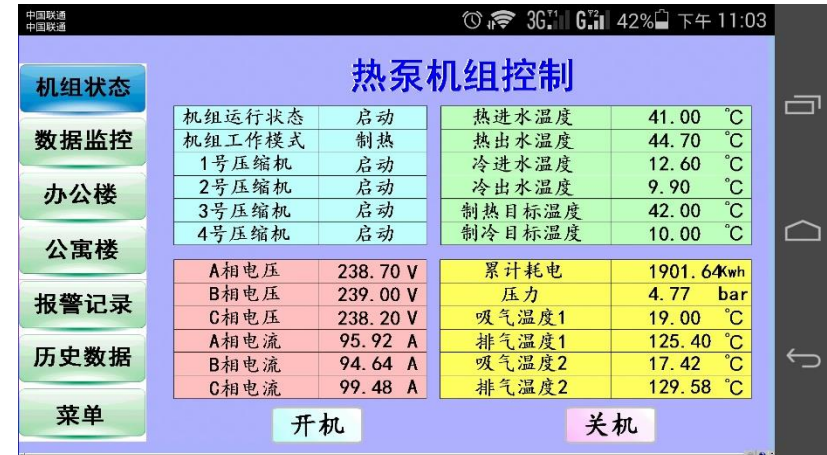 中国联通
中国联通
3G G 42% 下午 11:03
热泵机组控制
机组状态
数据监控
办公楼
公寓楼
报警记录
历史数据
菜单
机组运行状态 启动
机组工作模式 制热
1号压缩机 启动
2号压缩机 启动
3号压缩机 启动
4号压缩机 启动
热进水温度 41.00 ℃
热出水温度 44.70 ℃
冷进水温度 12.60 ℃
冷出水温度 9.90 ℃
制热目标温度 42.00 ℃
制冷目标温度 10.00 ℃
A相电压 238.70 V
B相电压 239.00 V
C相电压 238.20 V
A相电流 95.92 A
B相电流 94.64 A
C相电流 99.48 A
累计耗电 1901.64Kwh
压力 4.77 bar
吸气温度1 19.00 ℃
排气温度1 125.40 ℃
吸气温度2 17.42 ℃
排气温度2 129.58 ℃
开机
关机